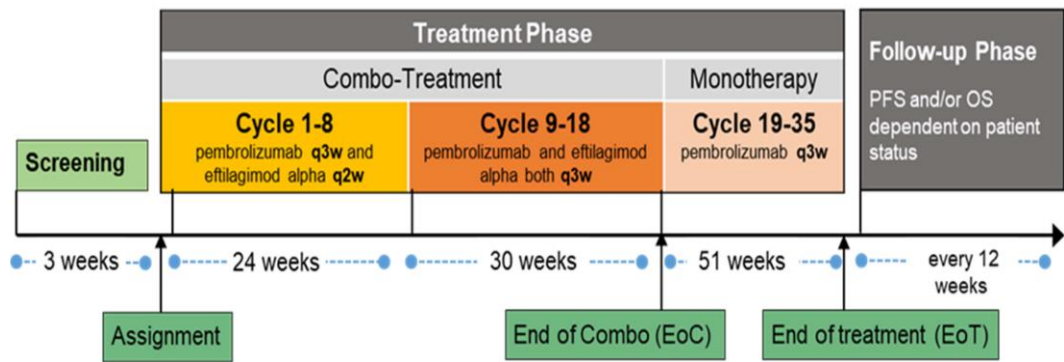 Treatment Phase
Combo-Treatment
Monotherapy
Follow-up Phase
PFS and/or OS
dependent on patient
status
Screening
Cycle 1-8
pembrolizumab q3w and
eftilagimod alpha q2w
Cycle 9-18
pembrolizumab and eftilagimod
alpha both q3w
Cycle 19-35
pembrolizumab q3w
3 weeks
24 weeks
30 weeks
51 weeks
every 12
weeks
Assignment
End of Combo (EoC)
End of treatment (EoT)